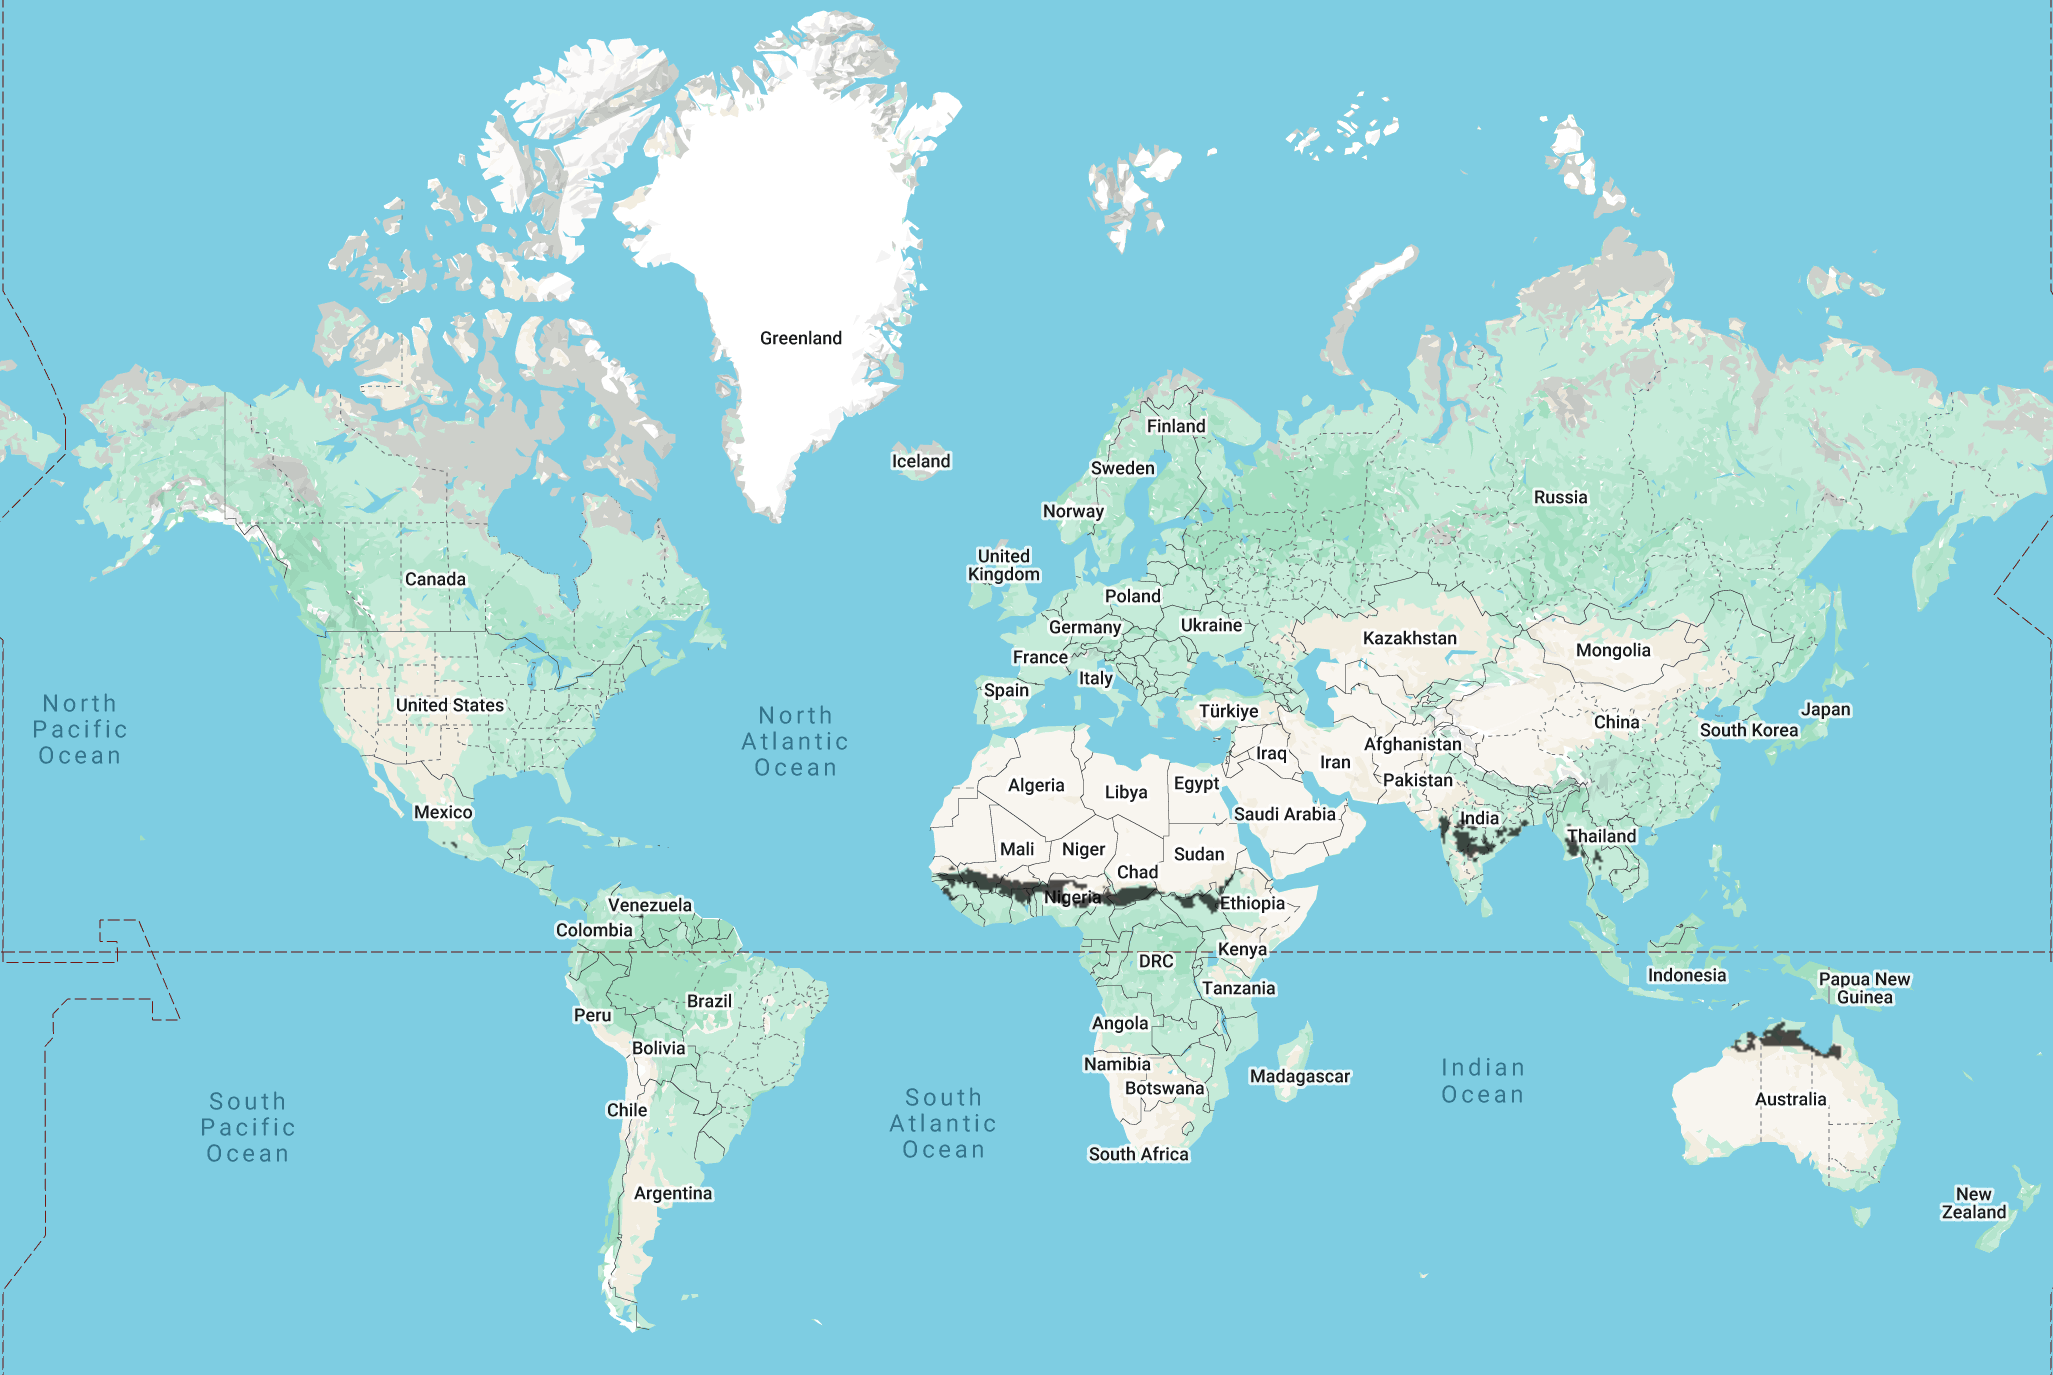 Greenland
Iceland
Finland
Sweden
Norway
Russia
United
Kingdom
Canada
Poland
Germany
Ukraine
France
Kazakhstan
Mongolia
Italy
Spain
United States
Türkiye
China
Japan
South Korea
North
Pacific
Ocean
North
Atlantic
Ocean
Afghanistan
Iraq
Iran
Pakistan
Algeria
Libya
Egypt
Mexico
Saudi Arabia
India
Thailand
Mali
Niger
Chad
Sudan
Nigeria
Ethiopia
Venezuela
Colombia
Kenya
DRC
Indonesia
Papua New
Guinea
Tanzania
Brazil
Peru
Angola
Bolivia
Namibia
Botswana
Madagascar
Indian
Ocean
Australia
Chile
South
Pacific
Ocean
South
Atlantic
Ocean
South Africa
Argentina
New
Zealand